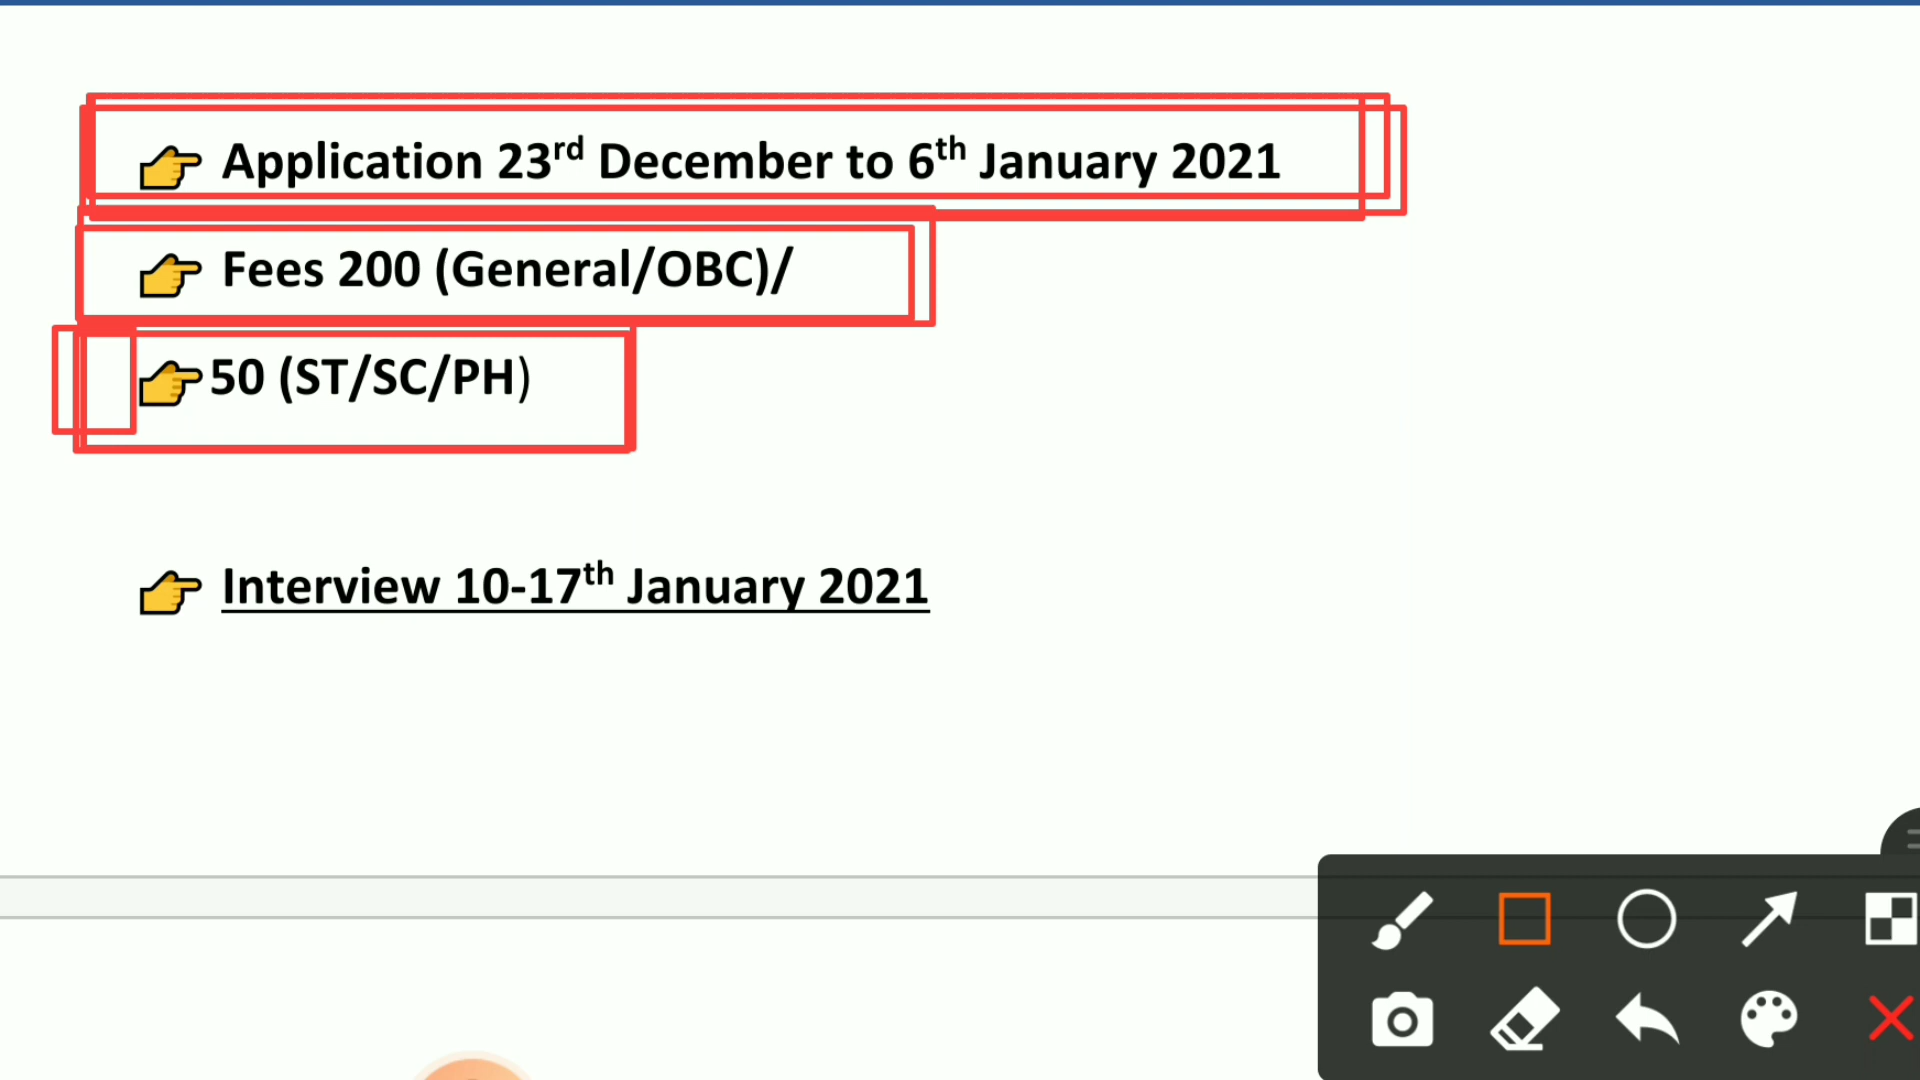 👉 Application 23rd December to 6th January 2021
👉 Fees 200 (General/OBC)/
👉50 (ST/SC/PH)
👉 Interview 10-17th January 2021